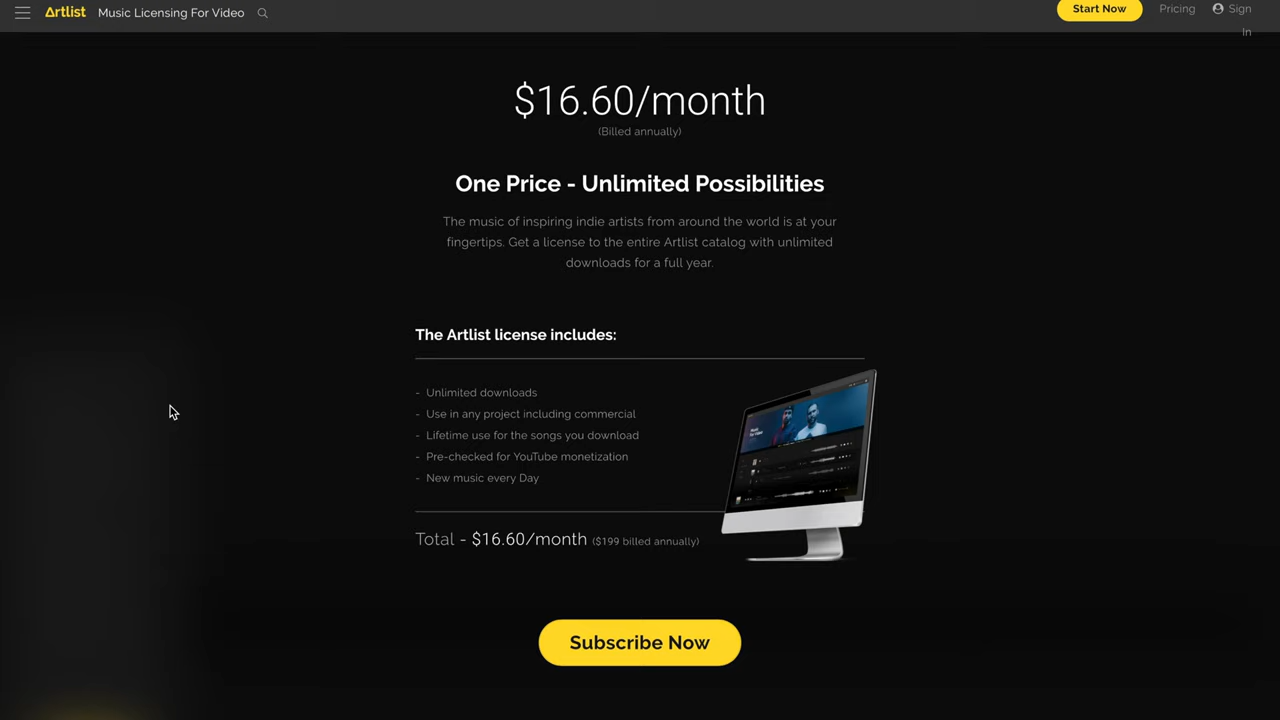 Artlist
Music Licensing For Video
Start Now
Pricing
Sign
In
$16.60/month
(Billed annually)
One Price - Unlimited Possibilities
The music of inspiring indie artists from around the world is at your
fingertips. Get a license to the entire Artlist catalog with unlimited
downloads for a full year.
The Artlist license includes:
- Unlimited downloads
- Use in any project including commercial
- Lifetime use for the songs you download
- Pre-checked for YouTube monetization
- New music every Day
Total - $16.60/month ($199 billed annually)
Subscribe Now